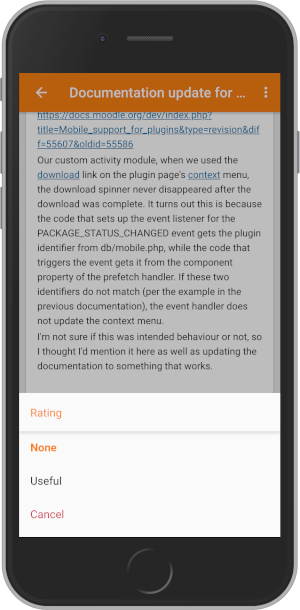 Documentation update for ...
https://docs.moodle.org/dev/index.php?
title=Mobile_support_for_plugins&type=revision&dif
f=55607&oldid=55586
Our custom activity module, when we used the
download link on the plugin page's context menu,
the download spinner never disappeared after the
download was complete. It turns out this is because
the code that sets up the event listener for the
PACKAGE_STATUS_CHANGED event gets the plugin
identifier from db/mobile.php, while the code that
triggers the event gets it from the component
property of the prefetch handler. If these two
identifiers do not match (per the example in the
previous documentation), the event handler does
not update the context menu.
I'm not sure if this was intended behaviour or not, so
I thought I'd mention it here as well as updating the
documentation to something that works.
Rating
None
Useful
Cancel